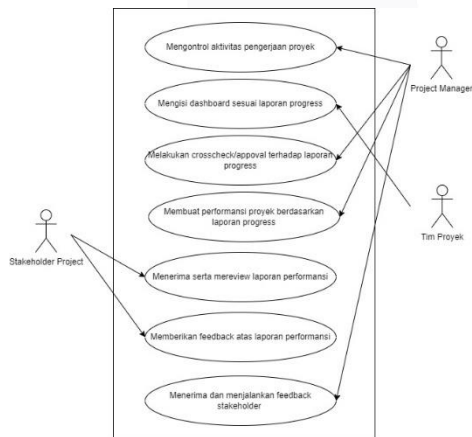 Mengontrol aktivitas pengerjaan proyek
Project Manager
Mengisi dashboard sesuai laporan progress
Melakukan crosscheck/appoval terhadap laporan
progress
Membuat performansi proyek berdasarkan
laporan progress
Tim Proyek
Stakeholder Project
Menerima serta mereview laporan performansi
Memberikan feedback atas laporan performansi
Menerima dan menjalankan feedback
stakeholder